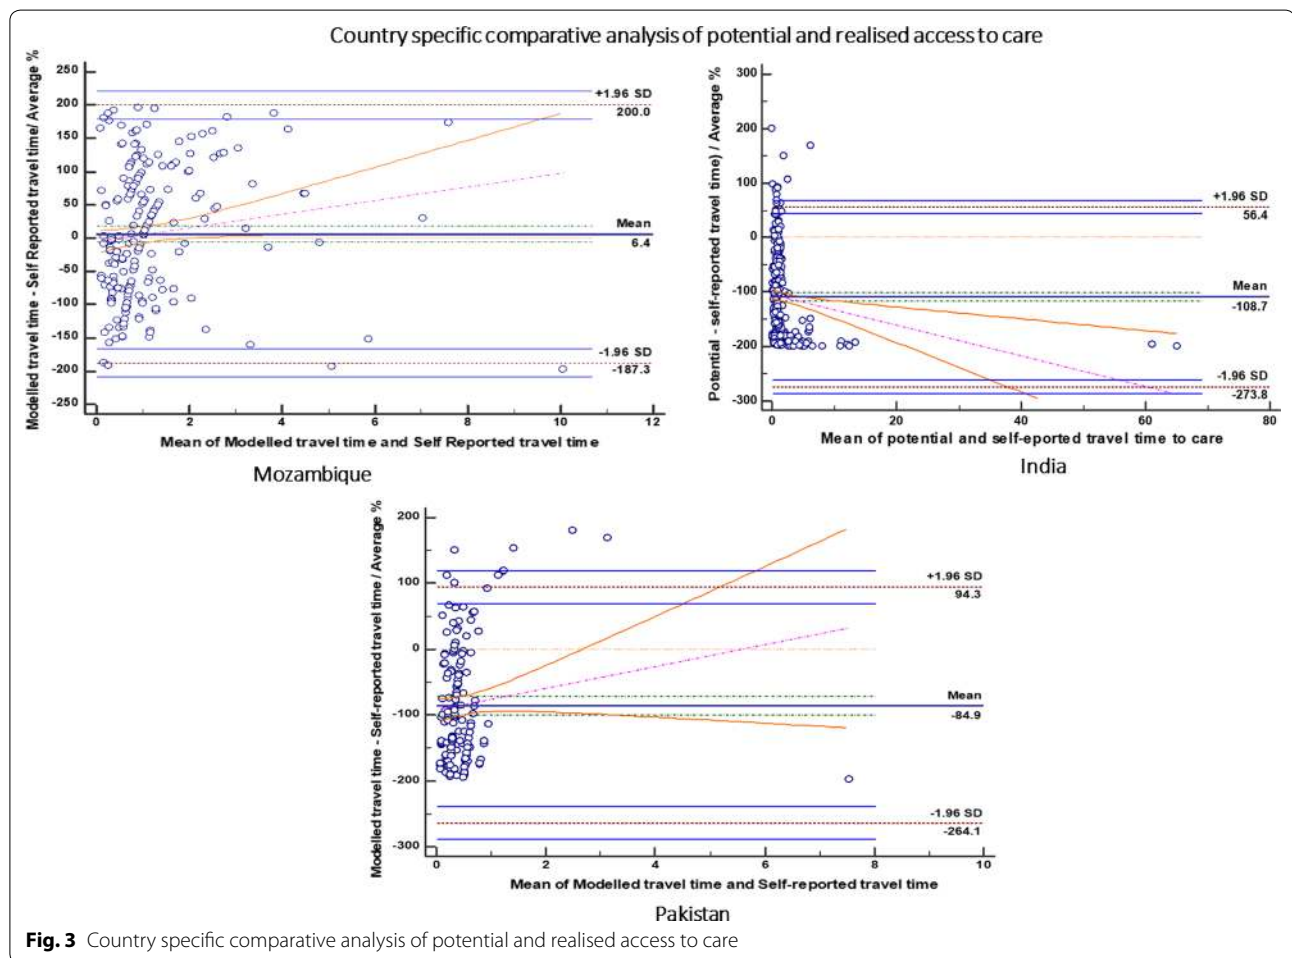 Country specific comparative analysis of potential and realised access to care
Modelled travel time - Self Reported travel time/ Average %
250
200
150
100
50
0
-50
-100
-150
-200
-250
+1.96 SD
200.0
Mean
6.4
-1.96 SD
-187.3
0 2 4 6 8 10 12
Mean of Modelled travel time and Self Reported travel time
Mozambique
Potential - self-reported travel time) / Average %
300
200
100
0
-100
-200
-300
+1.96 SD
56.4
Mean
-108.7
-1.96 SD
-273.8
0 20 40 60 80
Mean of potential and self-eported travel time to care
India
Modelled travel time - Self-reported travel time / Average %
200
100
0
-100
-200
-300
+1.96 SD
94.3
Mean
-84.9
-1.96 SD
-264.1
0 2 4 6 8 10
Mean of Modelled travel time and Self-reported travel time
Pakistan
Fig. 3 Country specific comparative analysis of potential and realised access to care